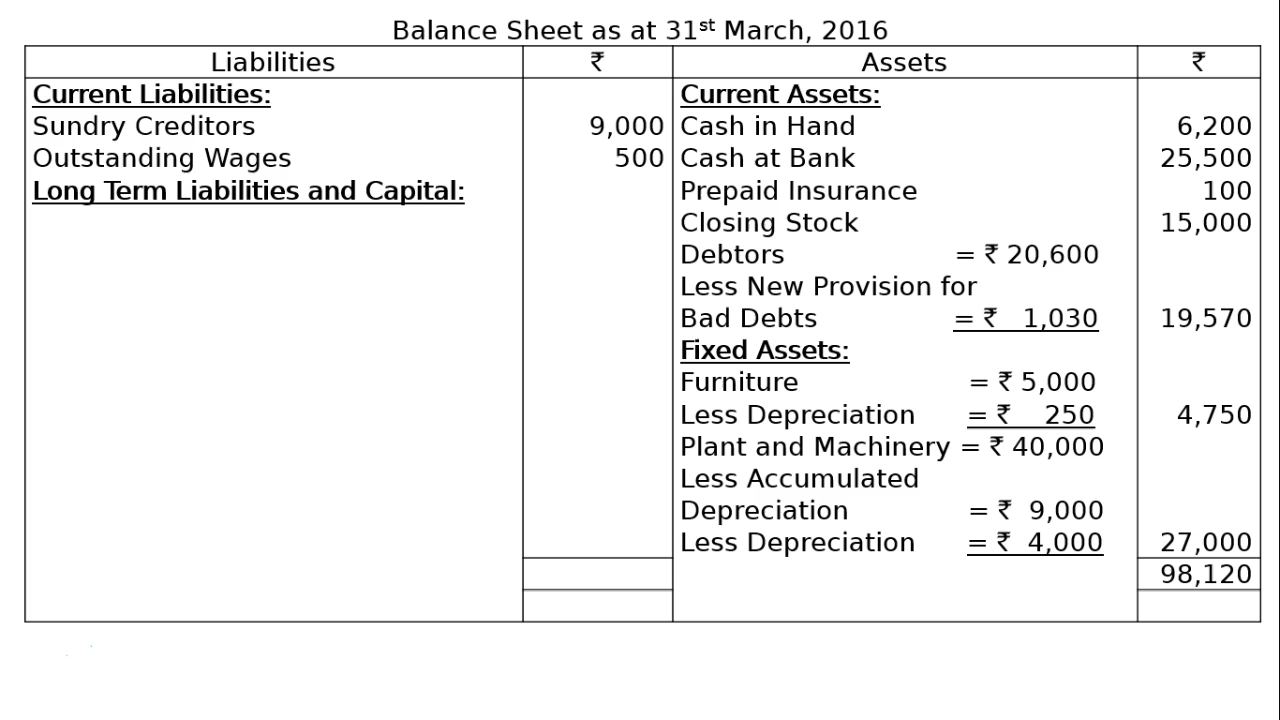 Balance Sheet as at 31st March, 2016
Liabilities ₹ Assets ₹
Current Liabilities: Current Assets:
Sundry Creditors 9,000 Cash in Hand 6,200
Outstanding Wages 500 Cash at Bank 25,500
Long Term Liabilities and Capital: Prepaid Insurance 100
Closing Stock 15,000
Debtors = ₹ 20,600
Less New Provision for
Bad Debts = ₹ 1,030 19,570
Fixed Assets:
Furniture = ₹ 5,000
Less Depreciation = ₹ 250 4,750
Plant and Machinery = ₹ 40,000
Less Accumulated
Depreciation = ₹ 9,000
Less Depreciation = ₹ 4,000 27,000
98,120